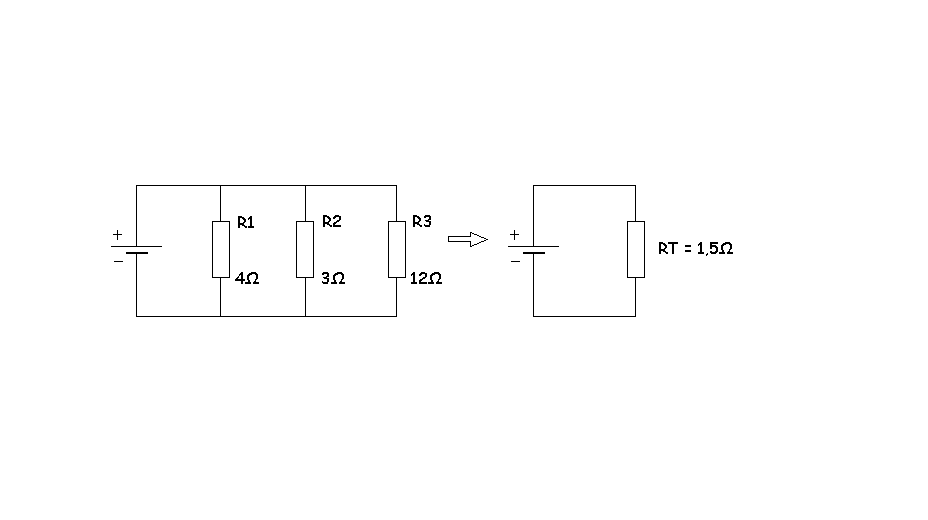 +
−
R1
4Ω
R2
3Ω
R3
12Ω
+
−
RT = 1,5Ω